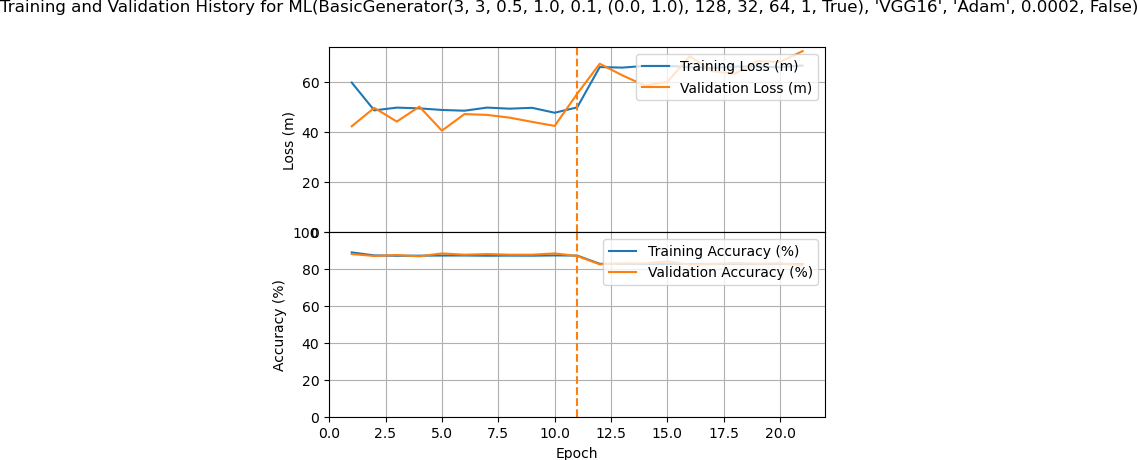 Training and Validation History for ML(BasicGenerator(3, 3, 0.5, 1.0, 0.1, (0.0, 1.0), 128, 32, 64, 1, True), 'VGG16', 'Adam', 0.0002, False)
Training Loss (m)
Validation Loss (m)
60
40
20
0
Loss (m)
Training Accuracy (%)
Validation Accuracy (%)
100
80
60
40
20
0
Accuracy (%)
0.0 2.5 5.0 7.5 10.0 12.5 15.0 17.5 20.0
Epoch